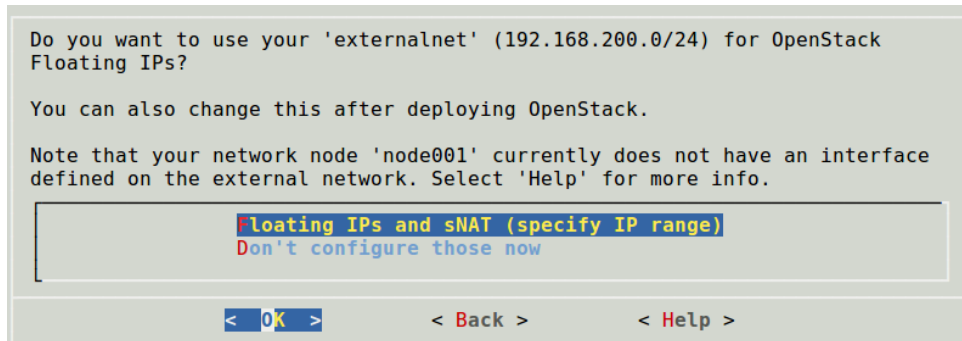 Do you want to use your 'externalnet' (192.168.200.0/24) for OpenStack
Floating IPs?
You can also change this after deploying OpenStack.
Note that your network node 'node001' currently does not have an interface
defined on the external network. Select 'Help' for more info.
Floating IPs and sNAT (specify IP range)
Don't configure those now
<  OK  > < Back > < Help >